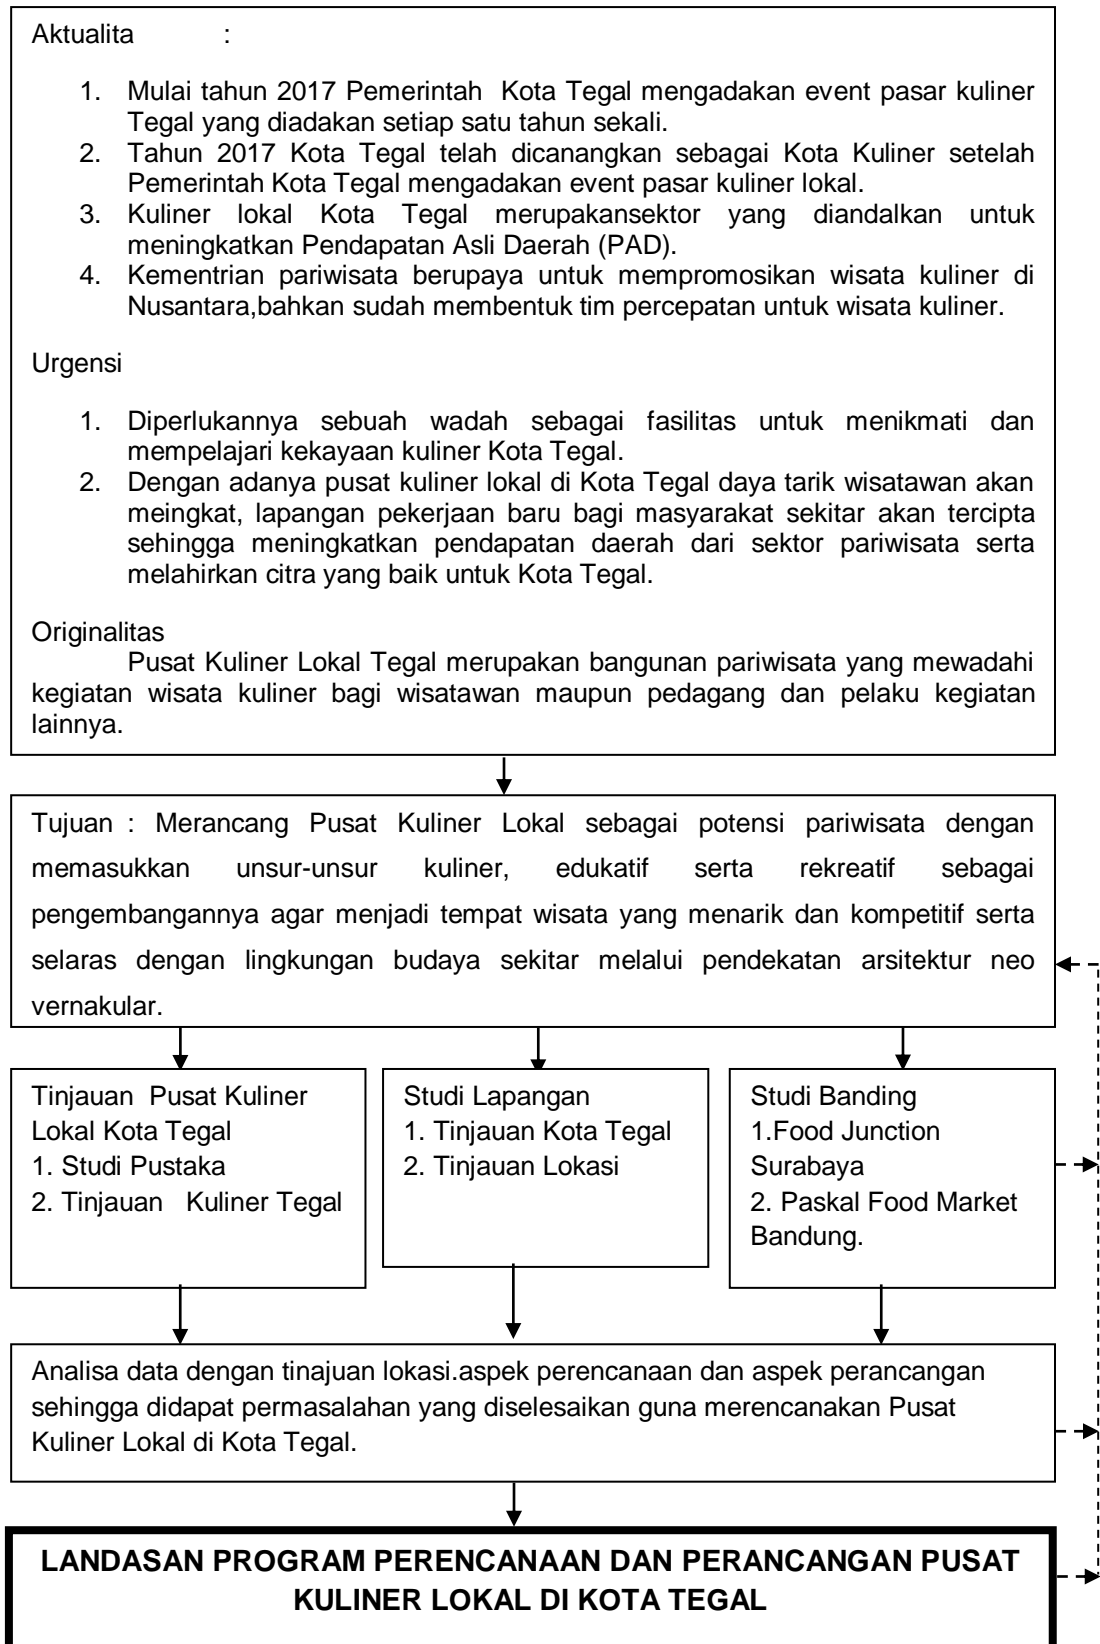 Aktualita :
1. Mulai tahun 2017 Pemerintah Kota Tegal mengadakan event pasar kuliner
Tegal yang diadakan setiap satu tahun sekali.
2. Tahun 2017 Kota Tegal telah dicanangkan sebagai Kota Kuliner setelah
Pemerintah Kota Tegal mengadakan event pasar kuliner lokal.
3. Kuliner lokal Kota Tegal merupakansektor yang diandalkan untuk
meningkatkan Pendapatan Asli Daerah (PAD).
4. Kementrian pariwisata berupaya untuk mempromosikan wisata kuliner di
Nusantara,bahkan sudah membentuk tim percepatan untuk wisata kuliner.
Urgensi
1. Diperlukannya sebuah wadah sebagai fasilitas untuk menikmati dan
mempelajari kekayaan kuliner Kota Tegal.
2. Dengan adanya pusat kuliner lokal di Kota Tegal daya tarik wisatawan akan
meingkat, lapangan pekerjaan baru bagi masyarakat sekitar akan tercipta
sehingga meningkatkan pendapatan daerah dari sektor pariwisata serta
melahirkan citra yang baik untuk Kota Tegal.
Originalitas
Pusat Kuliner Lokal Tegal merupakan bangunan pariwisata yang mewadahi
kegiatan wisata kuliner bagi wisatawan maupun pedagang dan pelaku kegiatan
lainnya.
Tujuan : Merancang Pusat Kuliner Lokal sebagai potensi pariwisata dengan
memasukkan unsur-unsur kuliner, edukatif serta rekreatif sebagai
pengembangannya agar menjadi tempat wisata yang menarik dan kompetitif serta
selaras dengan lingkungan budaya sekitar melalui pendekatan arsitektur neo
vernakular.
Tinjauan Pusat Kuliner
Lokal Kota Tegal
1. Studi Pustaka
2. Tinjauan Kuliner Tegal
Studi Lapangan
1. Tinjauan Kota Tegal
2. Tinjauan Lokasi
Studi Banding
1.Food Junction
Surabaya
2. Paskal Food Market
Bandung.
Analisa data dengan tinajuan lokasi.aspek perencanaan dan aspek perancangan
sehingga didapat permasalahan yang diselesaikan guna merencanakan Pusat
Kuliner Lokal di Kota Tegal.
LANDASAN PROGRAM PERENCANAAN DAN PERANCANGAN PUSAT
KULINER LOKAL DI KOTA TEGAL